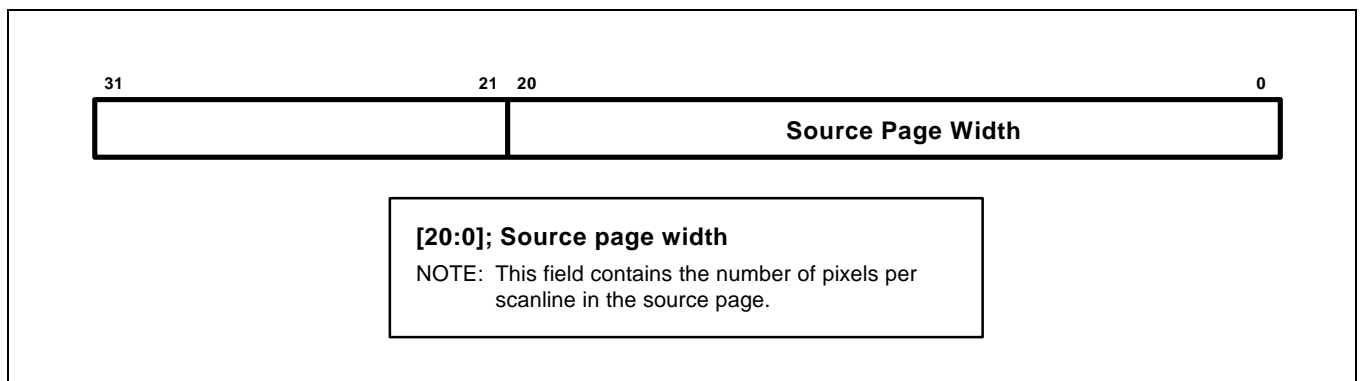 31 21 20 0
Source Page Width
[20:0]; Source page width
NOTE: This field contains the number of pixels per
scanline in the source page.